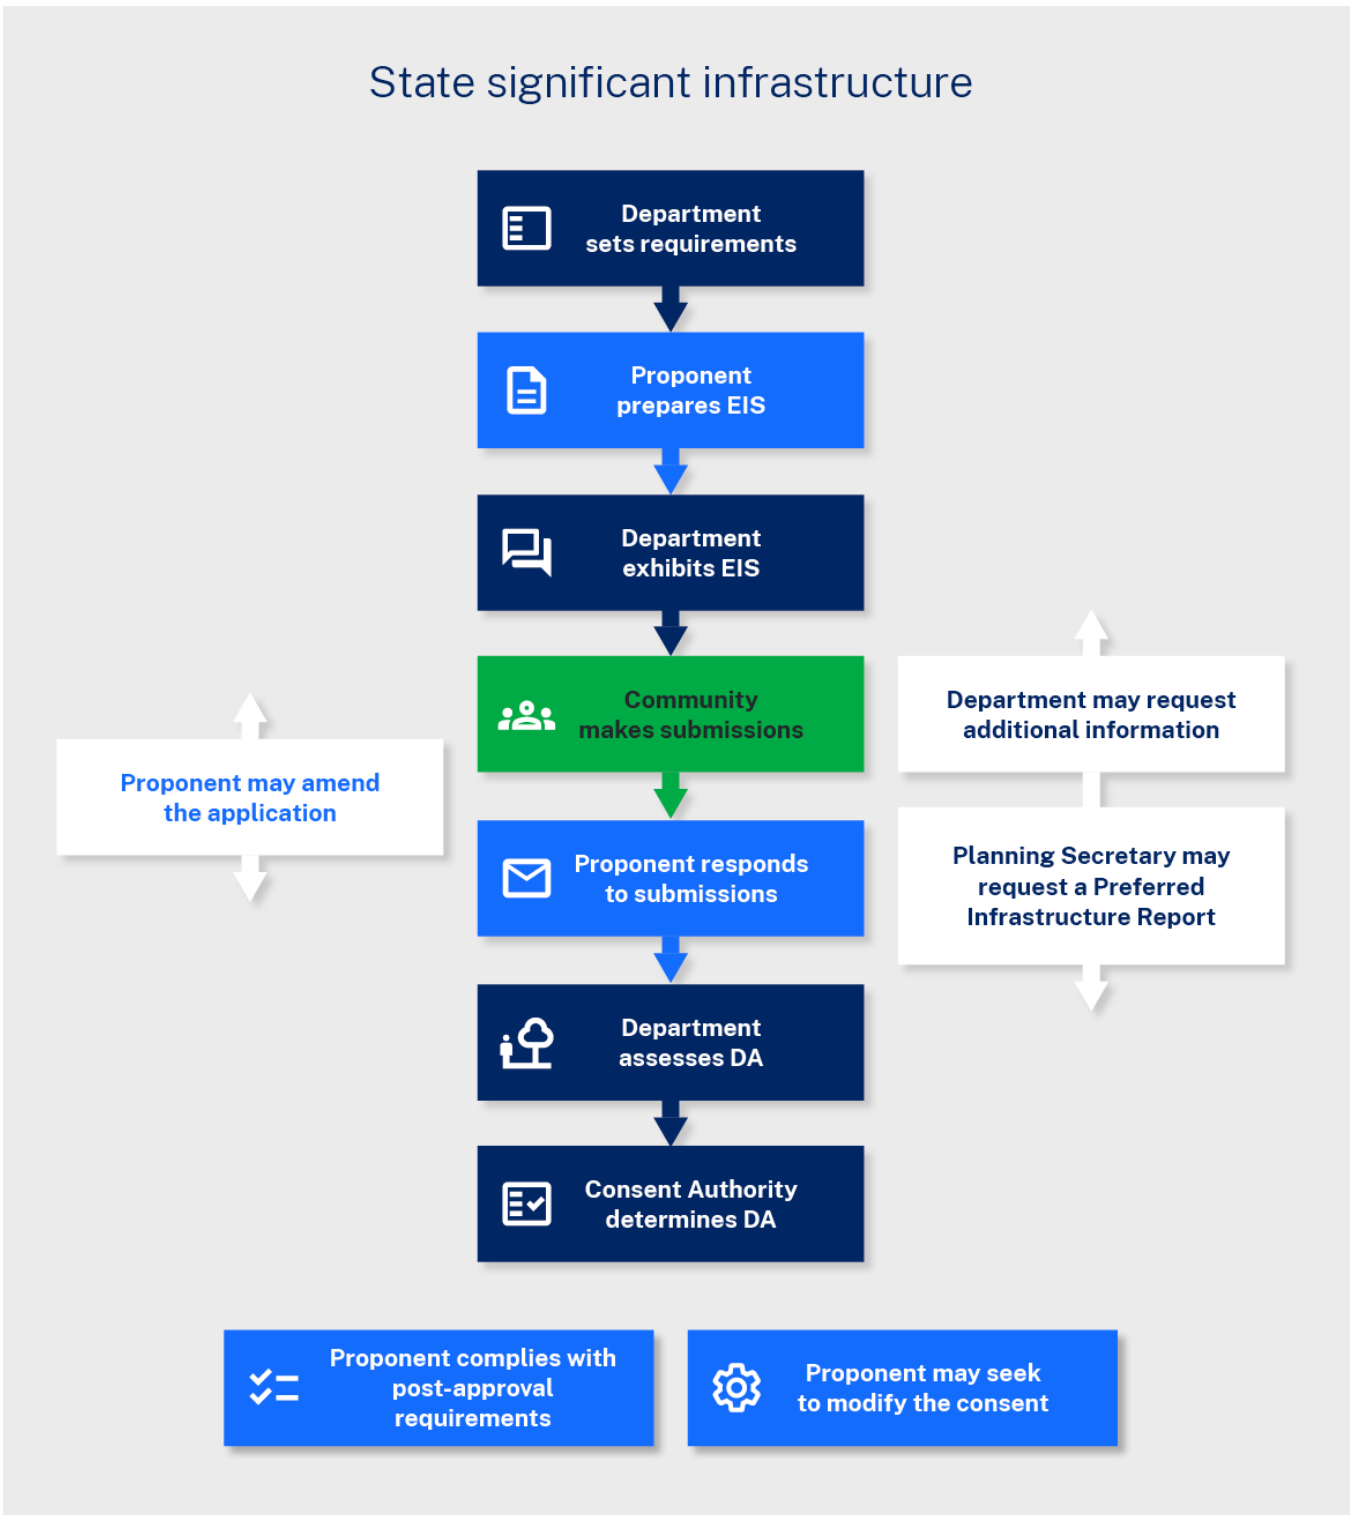 State significant infrastructure
Department
sets requirements
Proponent
prepares EIS
Department
exhibits EIS
Community
makes submissions
Department may request
additional information
Proponent may amend
the application
Proponent responds
to submissions
Planning Secretary may
request a Preferred
Infrastructure Report
Department
assesses DA
Consent Authority
determines DA
Proponent complies with
post-approval
requirements
Proponent may seek
to modify the consent